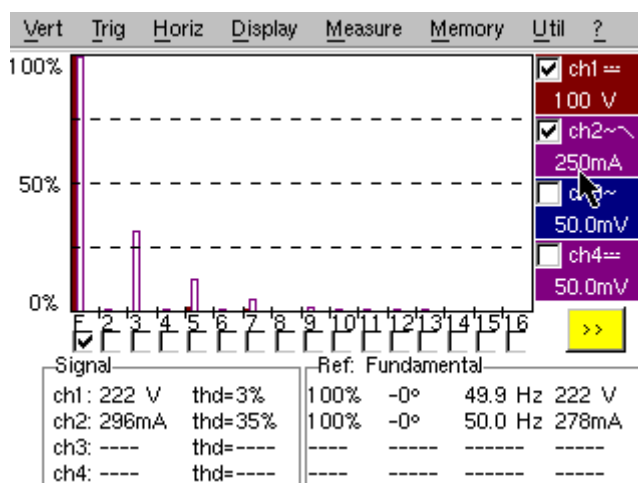 Vert Trig Horiz Display Measure Memory Util ?
100%
50%
0%
ch1
100 V
ch2~
250mA
50.0mV
ch4
50.0mV
F 2 3 4 5 6 7 8 9 10 11 12 13 14 15 16
>>
Signal
ch1: 222 V thd=3%
ch2: 296mA thd=35%
ch3: ---- thd=----
ch4: ---- thd=----
Ref: Fundamental
100% -0° 49.9 Hz 222 V
100% -0° 50.0 Hz 278mA
---- ----- ----- -----
---- ----- ----- -----